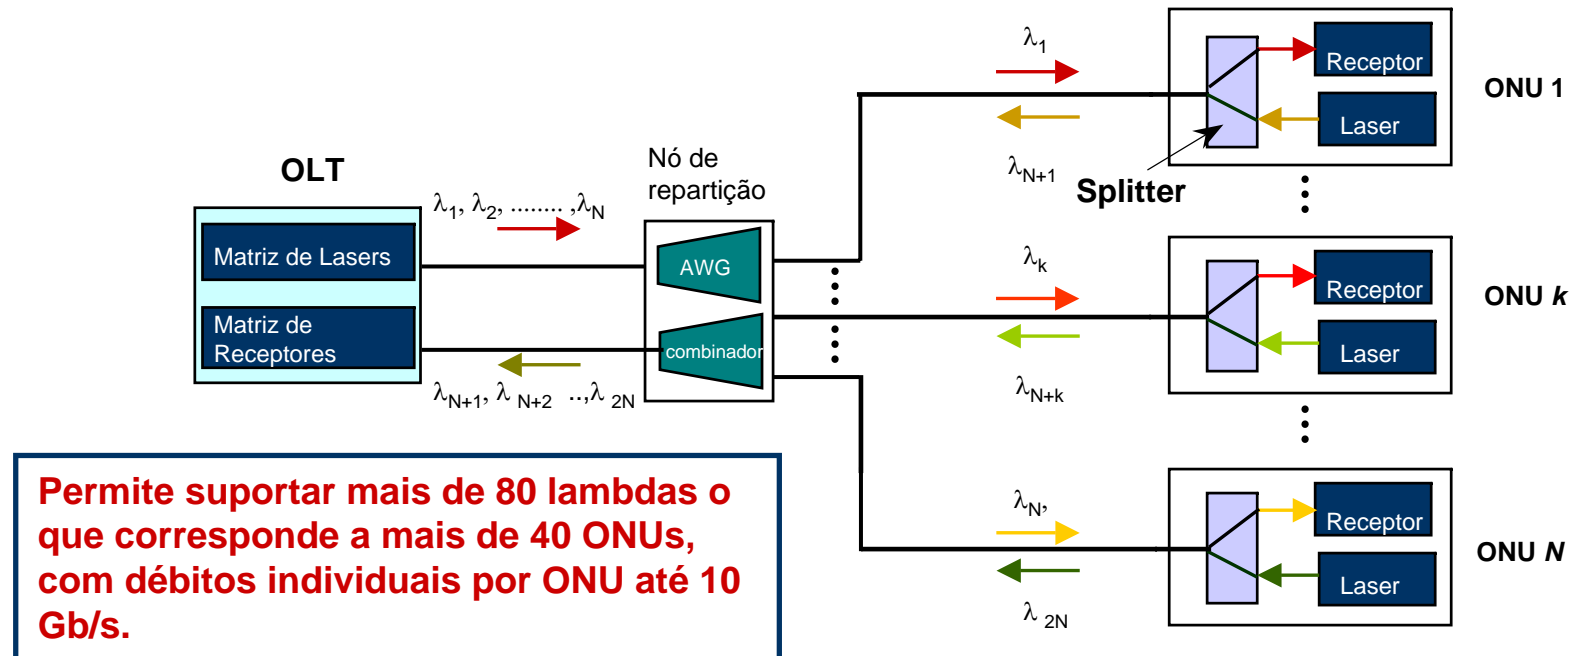 OLT
λ1, λ2, ........ ,λN
Matriz de Lasers
Matriz de
Receptores
λN+1, λ N+2 ..,λ 2N
Nó de
repartição
AWG
combinador
λ1
λN+1
Splitter
Receptor
Laser
ONU 1
λk
λN+k
Receptor
Laser
ONU k
λN,
λ 2N
Receptor
Laser
ONU N
Permite suportar mais de 80 lambdas o
que corresponde a mais de 40 ONUs,
com débitos individuais por ONU até 10
Gb/s.